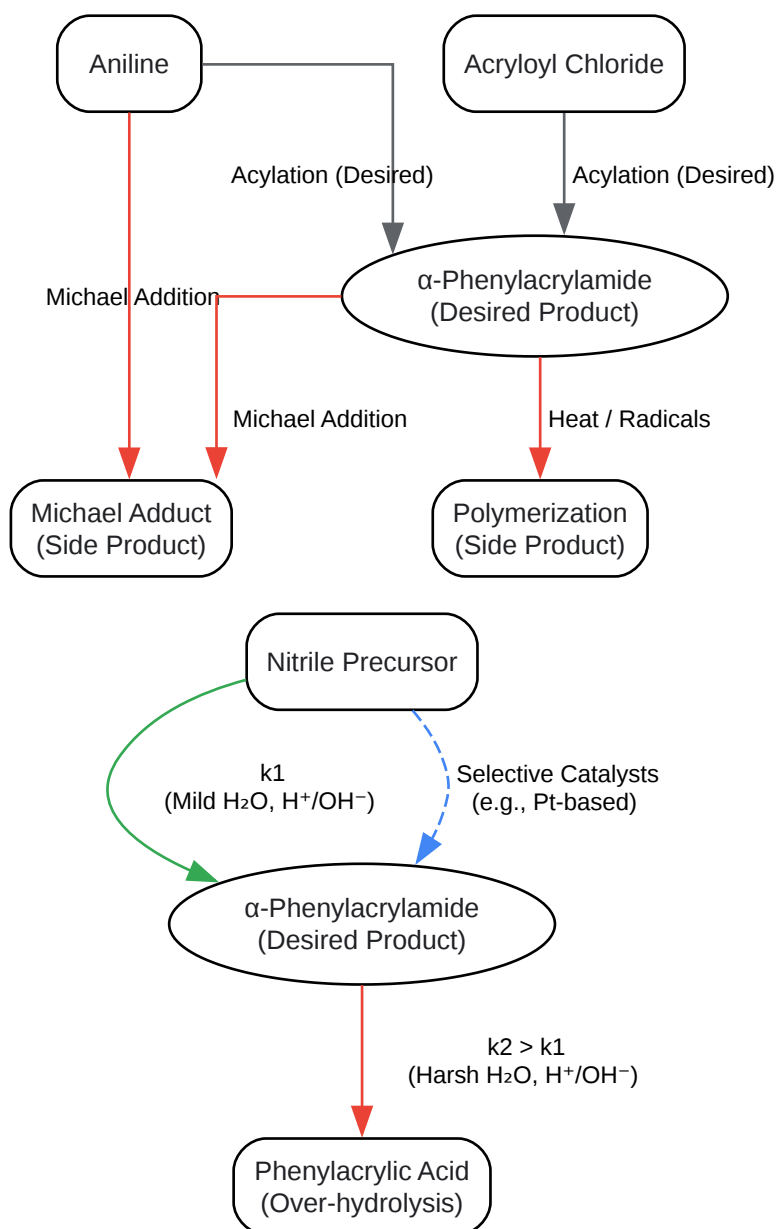 Aniline
Acryloyl Chloride
Acylation (Desired)
Acylation (Desired)
α-Phenylacrylamide
(Desired Product)
Michael Addition
Michael Addition
Heat / Radicals
Michael Adduct
(Side Product)
Polymerization
(Side Product)
Nitrile Precursor
k1
(Mild H₂O, H⁺/OH⁻)
Selective Catalysts
(e.g., Pt-based)
α-Phenylacrylamide
(Desired Product)
k2 > k1
(Harsh H₂O, H⁺/OH⁻)
Phenylacrylic Acid
(Over-hydrolysis)